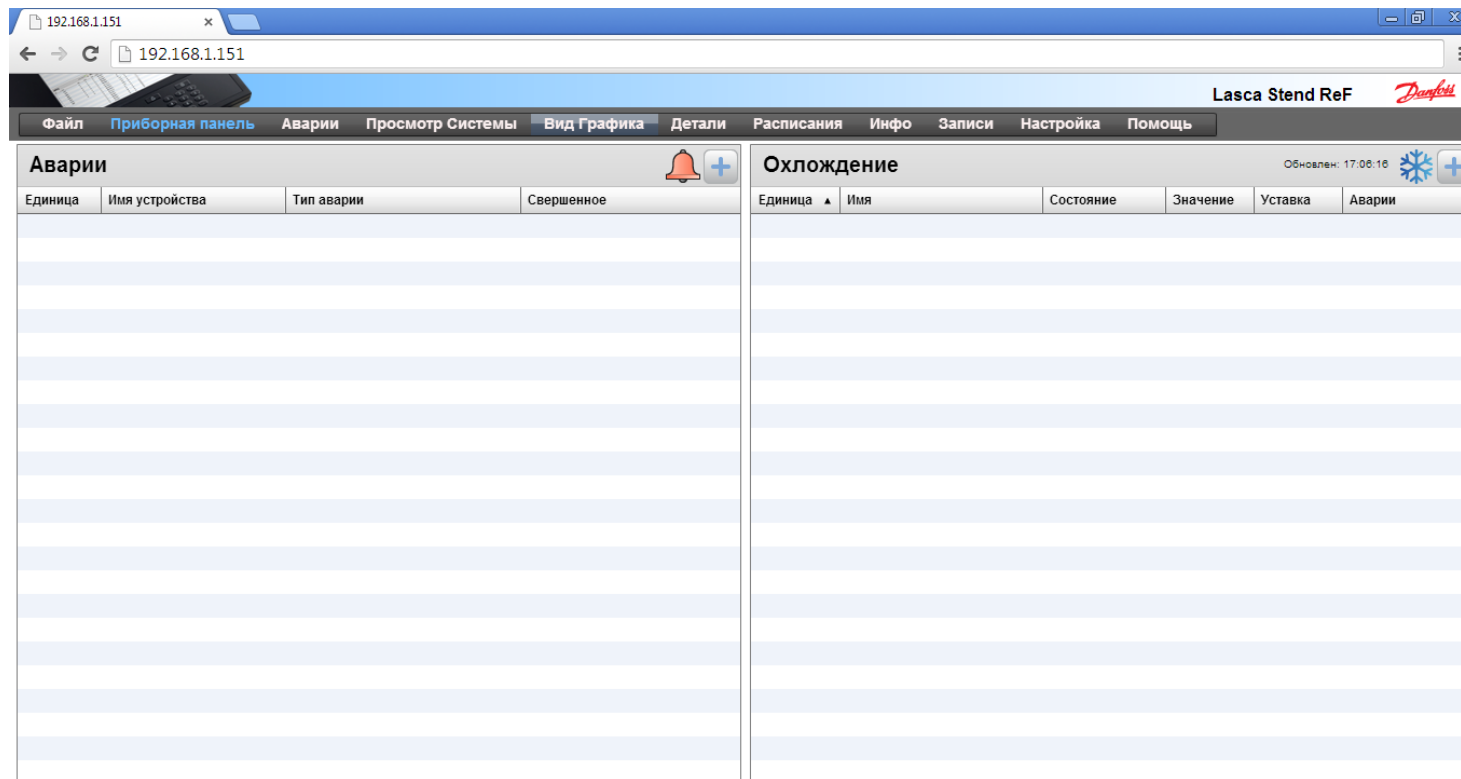 192.168.1.151
192.168.1.151
Lasca Stend ReF Danfoss
Файл Приборная панель Аварии Просмотр Системы Вид Графика Детали Расписания Инфо Записи Настройка Помощь
Аварии
Единица Имя устройства Тип аварии Свершенное
Охлождение Обновлен: 17:06:16
Единица Имя Состояние Значение Уставка Аварии